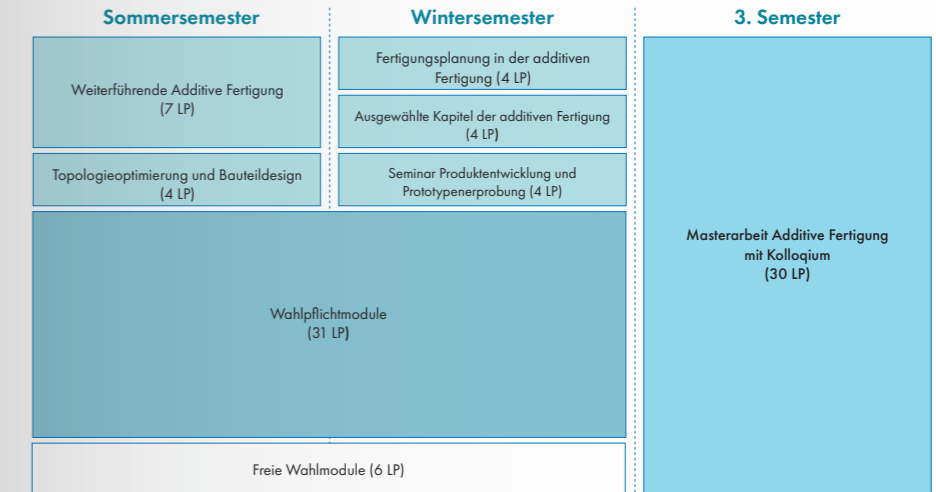 Sommersemester
Wintersemester
3. Semester
Weiterführende Additive Fertigung
(7 LP)
Topologieoptimierung und Bauteildesign
(4 LP)
Fertigungsplanung in der additiven
Fertigung (4 LP)
Ausgewählte Kapitel der additiven Fertigung
(4 LP)
Seminar Produktentwicklung und
Prototypenerprobung (4 LP)
Wahlpflichtmodule
(31 LP)
Freie Wahlmodule (6 LP)
Masterarbeit Additive Fertigung
mit Kolloqium
(30 LP)